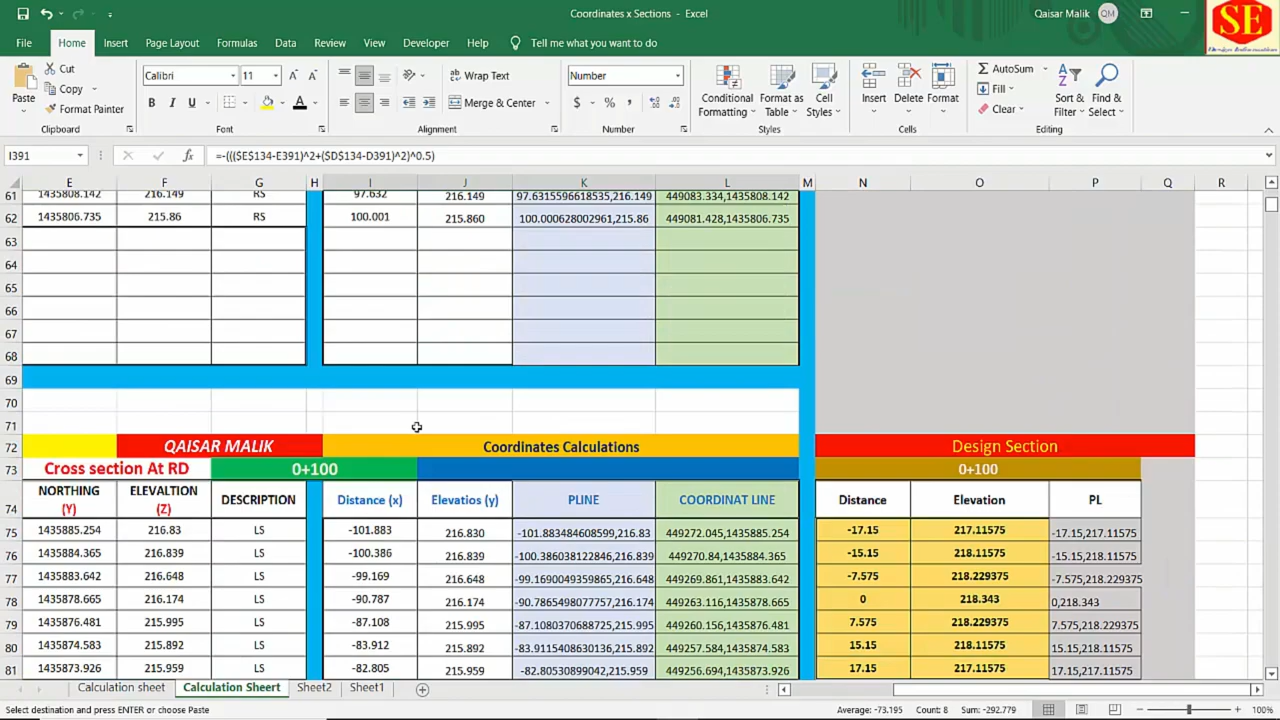 Coordinates x Sections - Excel
Qaisar Malik QM
SE
File Home Insert Page Layout Formulas Data Review View Developer Help Tell me what you want to do
Paste
Cut
Copy
Format Painter
Calibri 11
B I U
Wrap Text
Merge & Center
Number
$ % ,
Conditional Formatting
Format as Table
Cell Styles
Insert
Delete
Format
AutoSum
Fill
Clear
Sort & Filter
Find & Select
Clipboard Font Alignment Number Styles Cells Editing
I391 fx =-((($E$134-E391)^2+($D$134-D391)^2)^0.5)
E F G H I J K L M N O P Q R
61 1435808.142 216.149 RS 97.632 216.149 97.6315596618535,216.149 449083.334,1435808.142
62 1435806.735 215.86 RS 100.001 215.860 100.000628002961,215.86 449081.428,1435806.735
63
64
65
66
67
68
69
70
71
72 QAISAR MALIK Coordinates Calculations Design Section
73 Cross section At RD 0+100 0+100
74 NORTHING (Y) ELEVALTION (Z) DESCRIPTION Distance (x) Elevatios (y) PLINE COORDINAT LINE Distance Elevation PL
75 1435885.254 216.83 LS -101.883 216.830 -101.883484608599,216.83 449272.045,1435885.254 -17.15 217.11575 -17.15,217.11575
76 1435884.365 216.839 LS -100.386 216.839 -100.386038122846,216.839 449270.84,1435884.365 -15.15 218.11575 -15.15,218.11575
77 1435883.642 216.648 LS -99.169 216.648 -99.1690049359865,216.648 449269.861,1435883.642 -7.575 218.229375 -7.575,218.229375
78 1435878.665 216.174 LS -90.787 216.174 -90.7865498077757,216.174 449263.116,1435878.665 0 218.343 0,218.343
79 1435876.481 215.995 LS -87.108 215.995 -87.1080370688725,215.995 449260.156,1435876.481 7.575 218.229375 7.575,218.229375
80 1435874.583 215.892 LS -83.912 215.892 -83.9115408630136,215.892 449257.584,1435874.583 15.15 218.11575 15.15,218.11575
81 1435873.926 215.959 LS -82.805 215.959 -82.80530899042,215.959 449256.694,1435873.926 17.15 217.11575 17.15,217.11575
Calculation sheet Calculation Sheert Sheet2 Sheet1
Select destination and press ENTER or choose Paste Average: -73.195 Count: 8 Sum: -292.779 100%